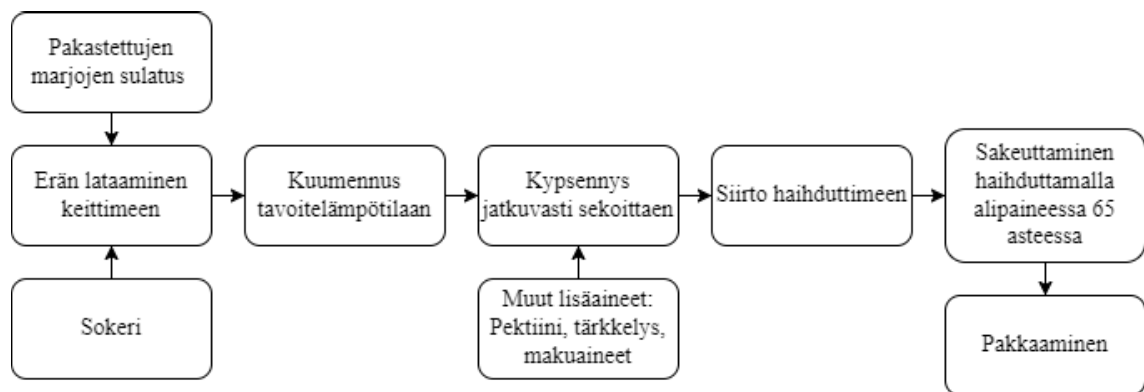 Pakastettujen
marjojen sulatus
Erän lataaminen
keittimeen
Sokeri
Kuumennus
tavoitelämpötilaan
Kypsennys
jatkuvasti sekoittaen
Muut lisäaineet:
Pektiini, tärkkelys,
makuaineet
Siirto haihduttimeen
Sakeuttaminen
haihduttamalla
alipaineessa 65
asteessa
Pakkaaminen